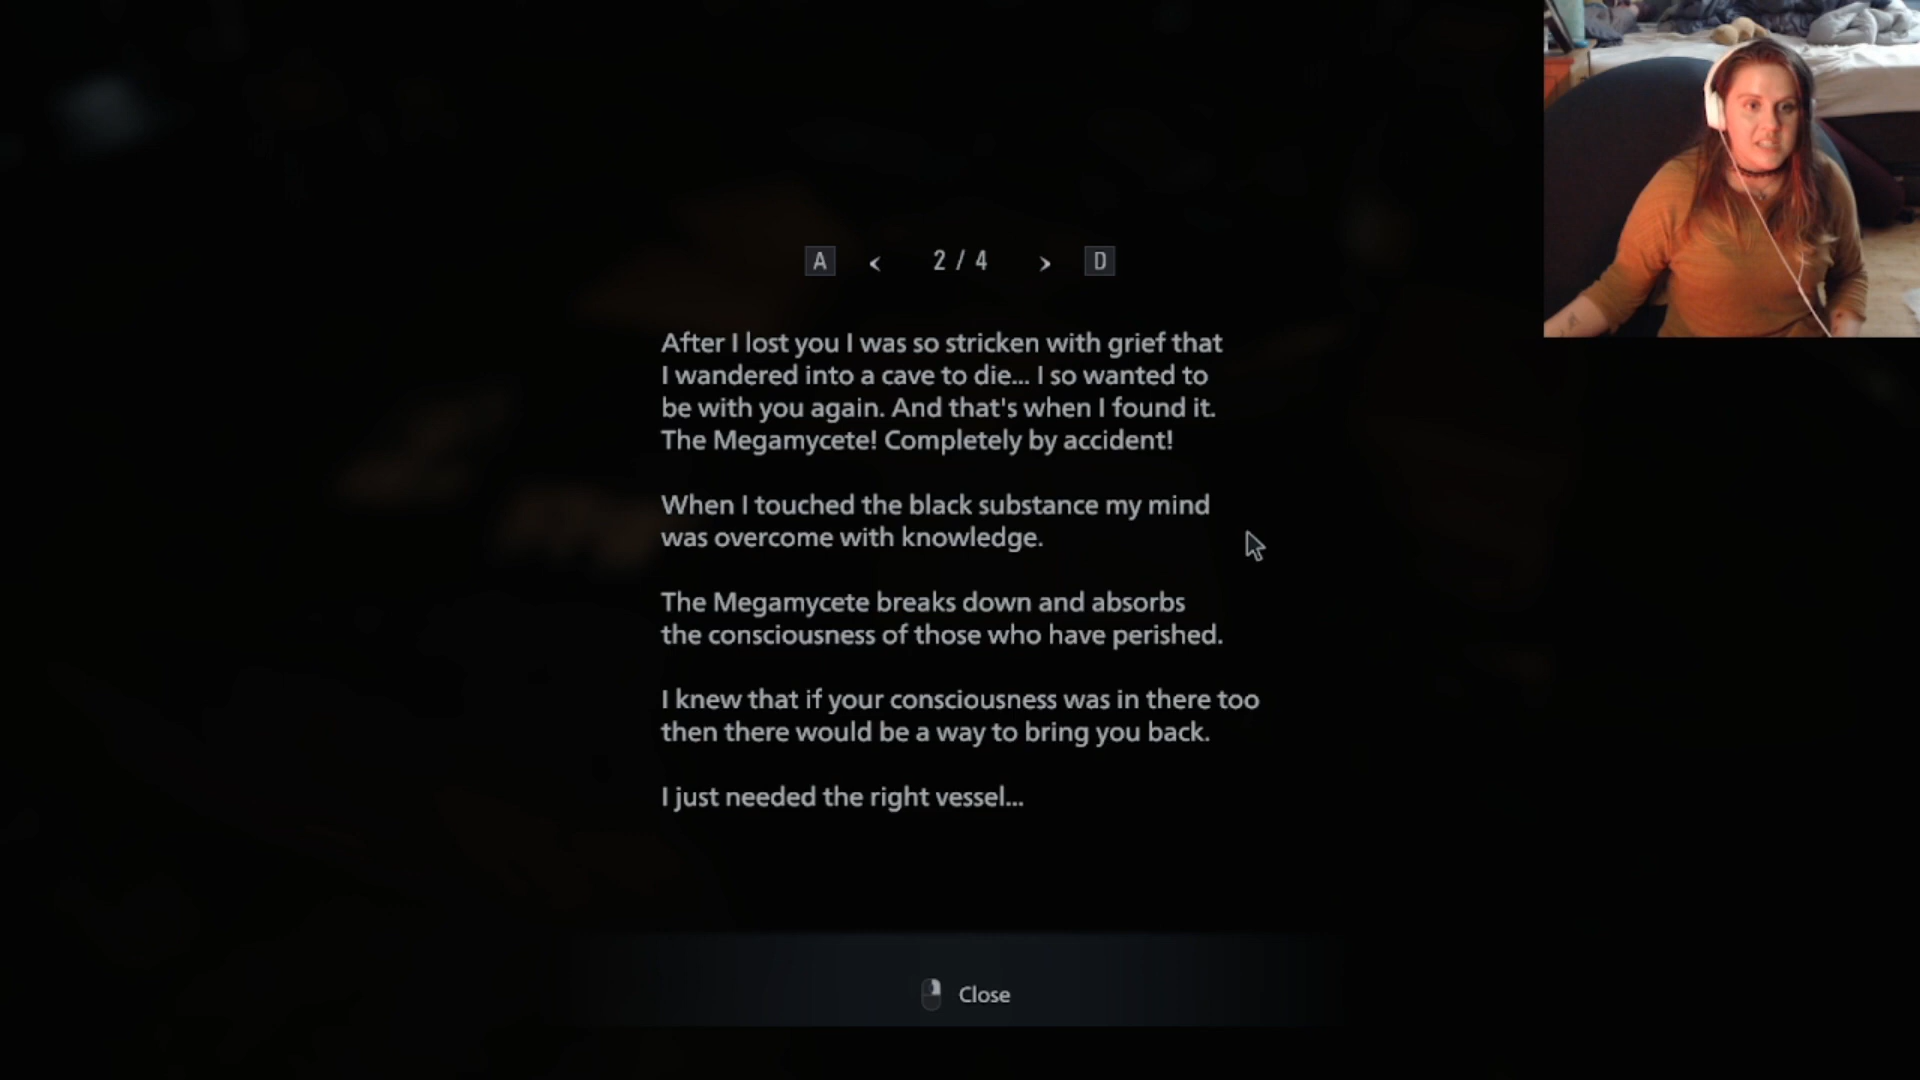 A < 2 / 4 > D
After I lost you I was so stricken with grief that
I wandered into a cave to die... I so wanted to
be with you again. And that's when I found it.
The Megamycete! Completely by accident!
When I touched the black substance my mind
was overcome with knowledge.
The Megamycete breaks down and absorbs
the consciousness of those who have perished.
I knew that if your consciousness was in there too
then there would be a way to bring you back.
I just needed the right vessel...
Close